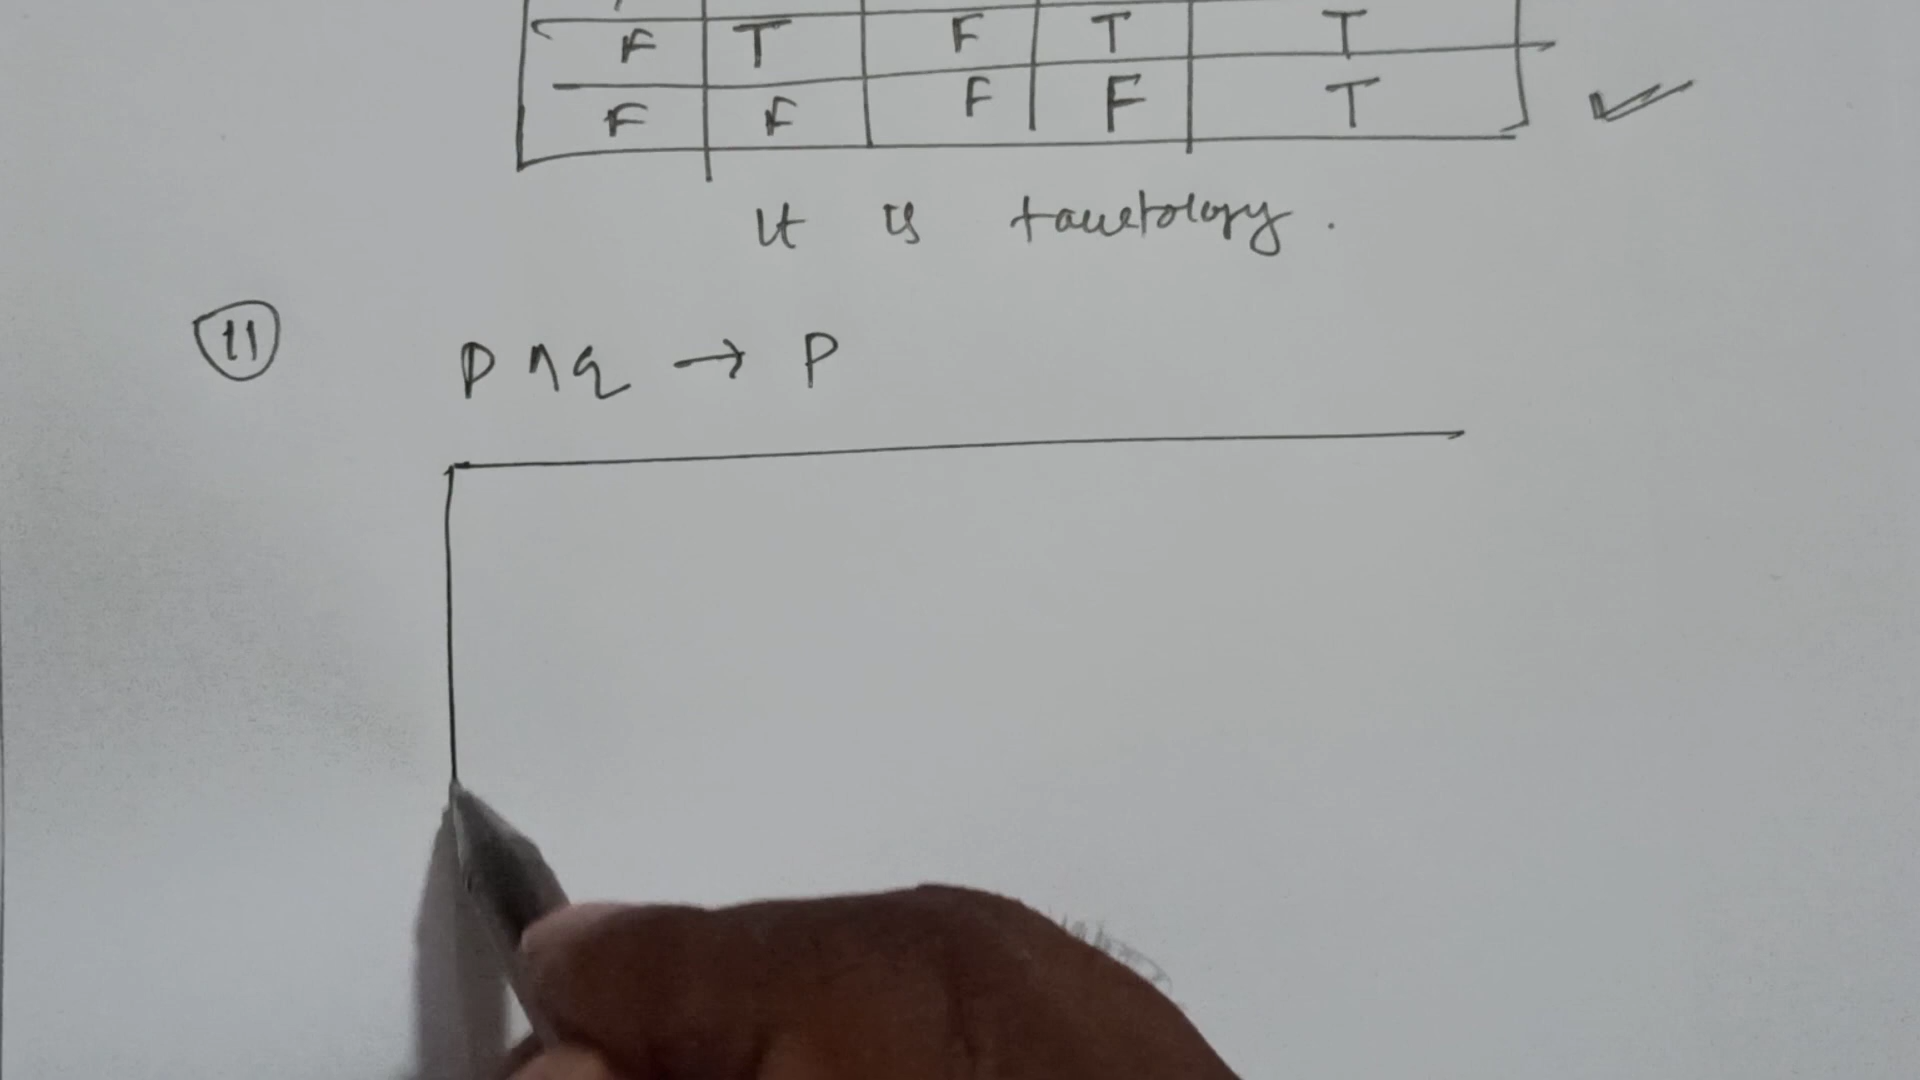 F T F T T
F F F F T
It is tautology.
11 P ∧ q → P